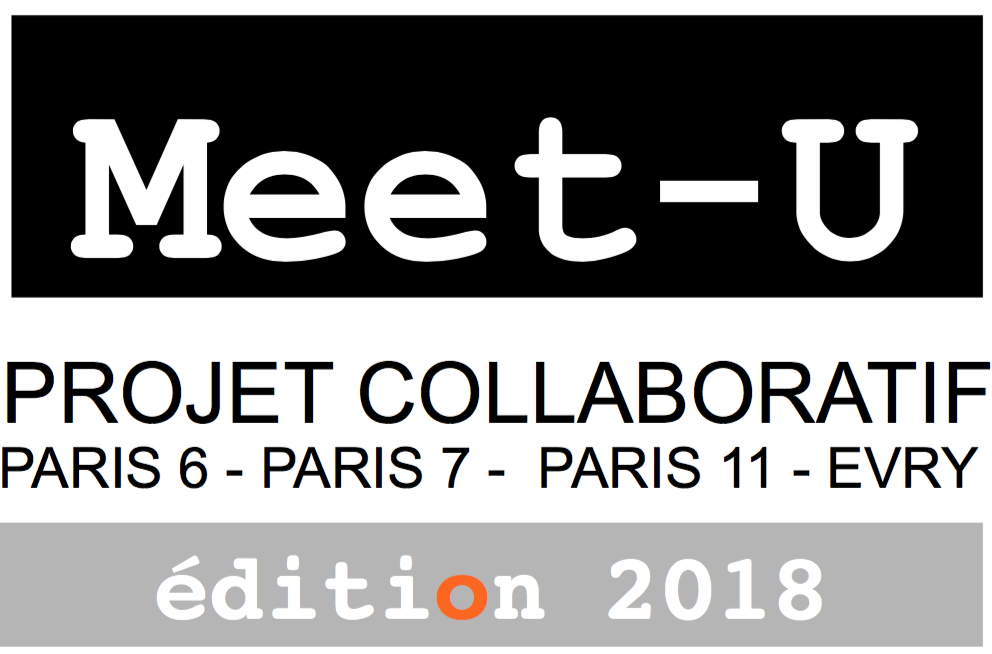 Meet-U
PROJET COLLABORATIF
PARIS 6 - PARIS 7 - PARIS 11 - EVRY
édition 2018